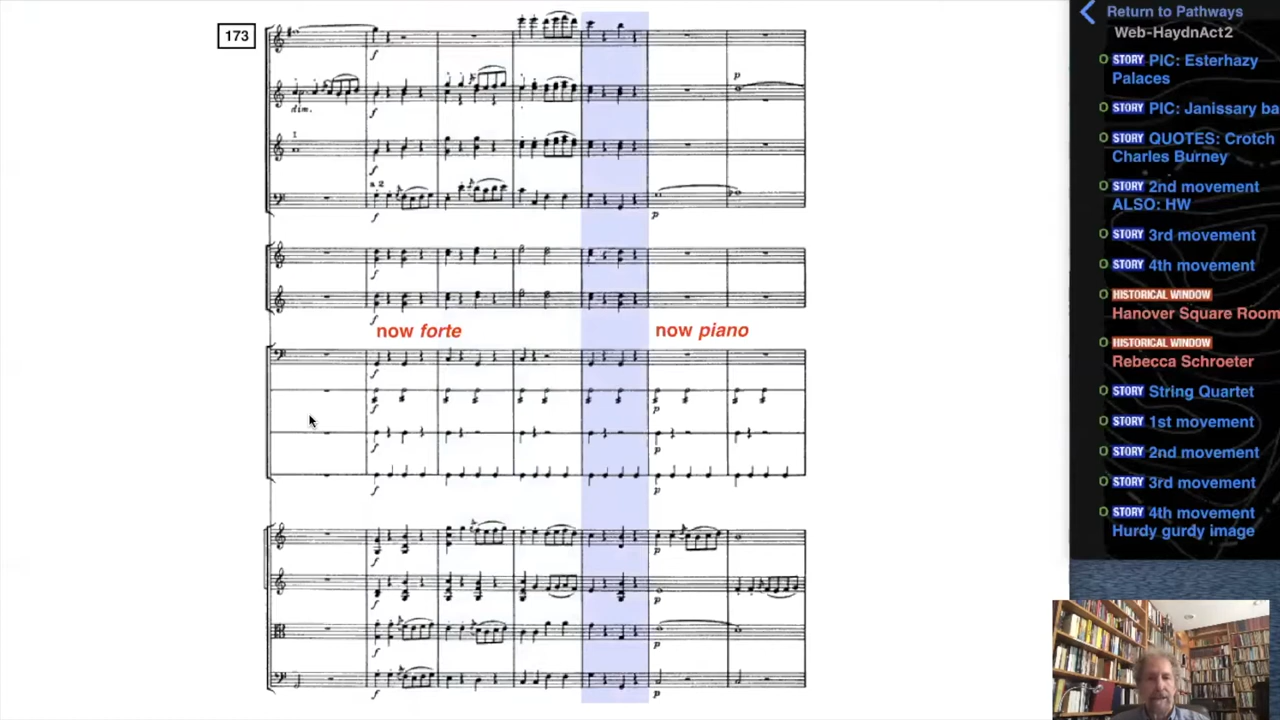 173
dim.
f
p
1
a 2
f
f
f
f
p
f
f
now forte
now piano
f
f
p
f
p
f
p
f
p
f
p
f
p
f
p
Return to Pathways
Web-HaydnAct2
STORY PIC: Esterhazy
Palaces
STORY PIC: Janissary ba
STORY QUOTES: Crotch
Charles Burney
STORY 2nd movement
ALSO: HW
STORY 3rd movement
STORY 4th movement
HISTORICAL WINDOW
Hanover Square Room
HISTORICAL WINDOW
Rebecca Schroeter
STORY String Quartet
STORY 1st movement
STORY 2nd movement
STORY 3rd movement
STORY 4th movement
Hurdy gurdy image